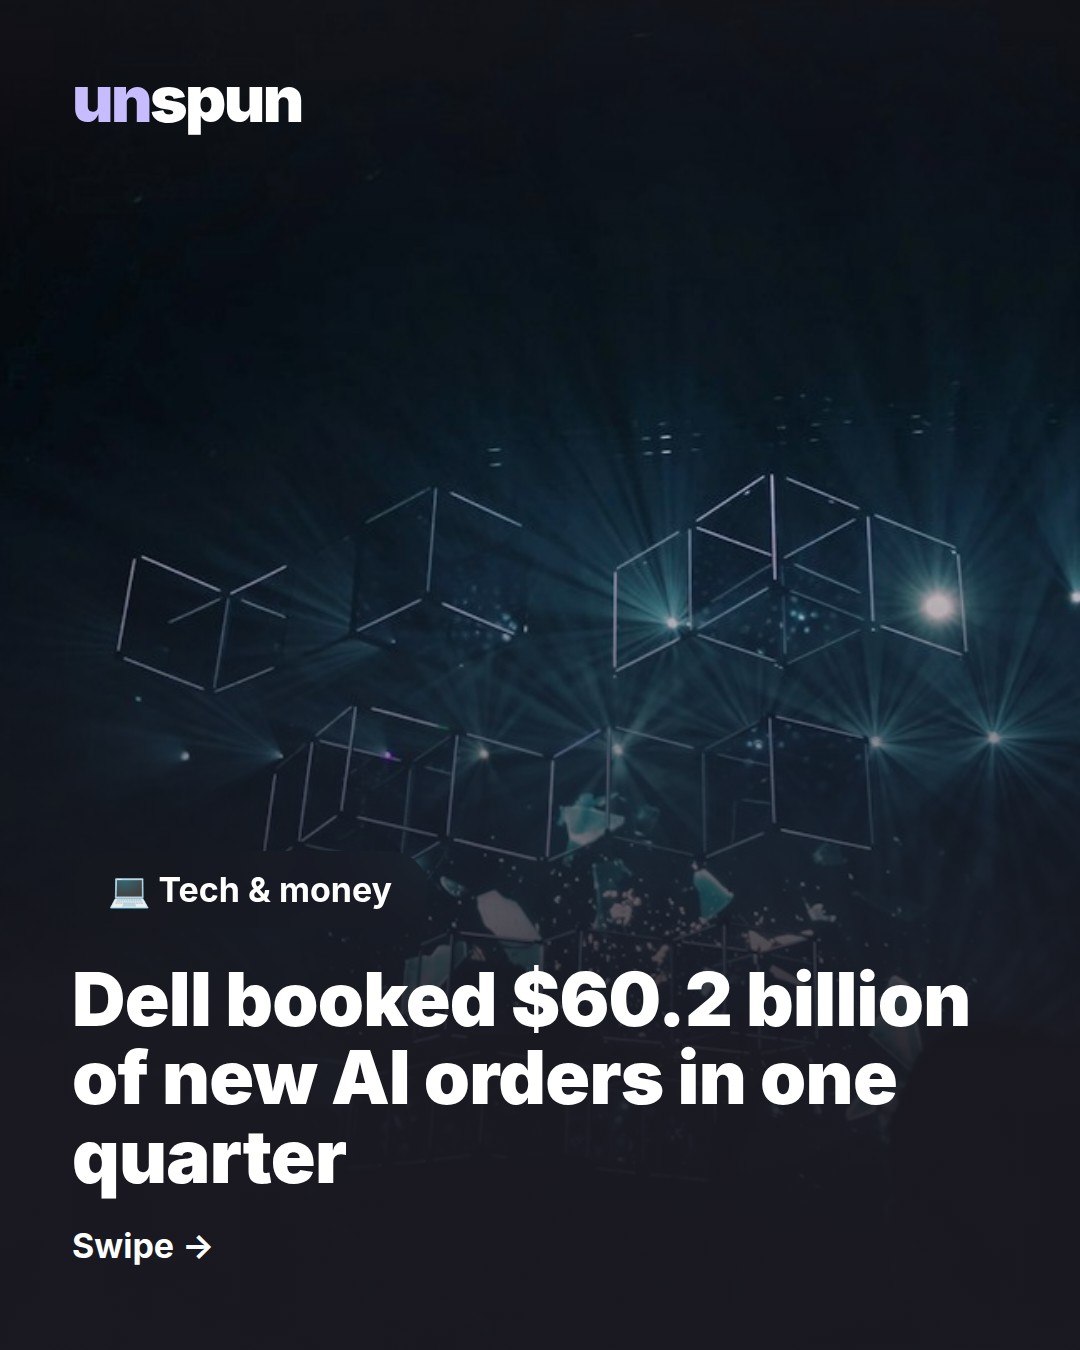 unspun
💻 Tech & money
Dell booked $60.2 billion
of new AI orders in one
quarter
Swipe →